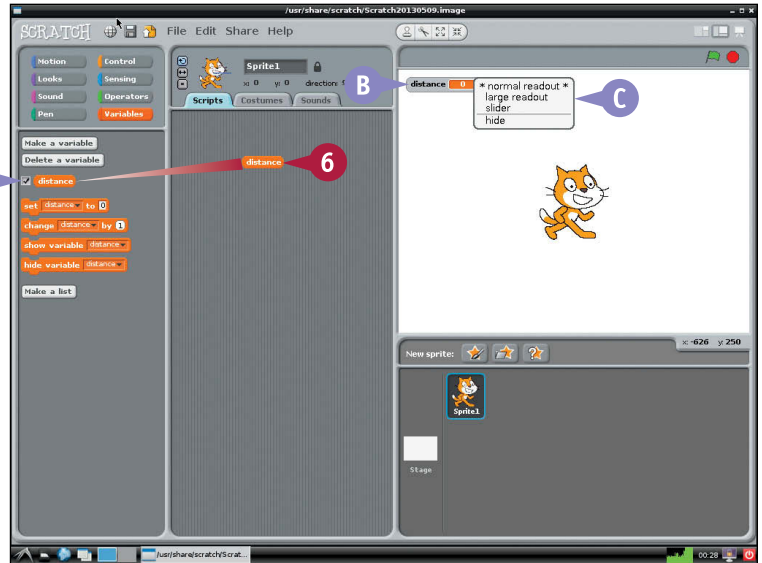 /usr/share/scratch/Scratch20130509.image
SCRATCH File Edit Share Help
Motion Control
Looks Sensing
Sound Operators
Pen Variables
Sprite1
x: 0 y: 0 direction:
Scripts Costumes Sounds
Make a variable
Delete a variable
distance
set distance to 0
change distance by 1
show variable distance
hide variable distance
Make a list
distance
6
B
distance 0
* normal readout *
large readout
slider
hide
C
x: -626 y: 250
New sprite:
Sprite1
Stage
/usr/share/scratch/Scrat...
00:28